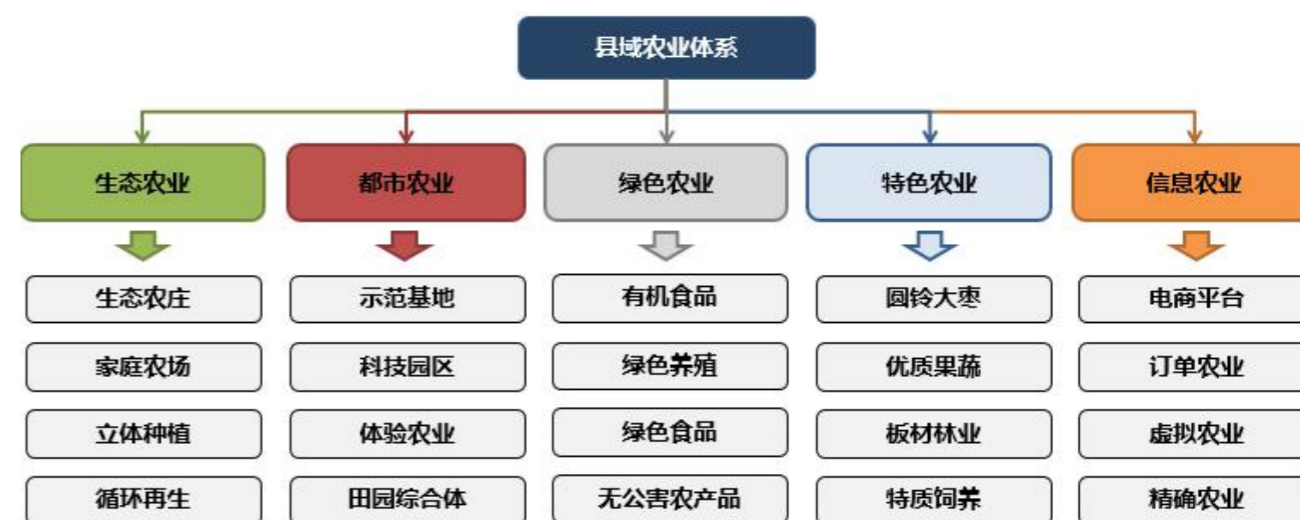 县域农业体系
生态农业 都市农业 绿色农业 特色农业 信息农业
生态农庄 示范基地 有机食品 圆铃大枣 电商平台
家庭农场 科技园区 绿色养殖 优质果蔬 订单农业
立体种植 体验农业 绿色食品 板材林业 虚拟农业
循环再生 田园综合体 无公害农产品 特质饲养 精确农业